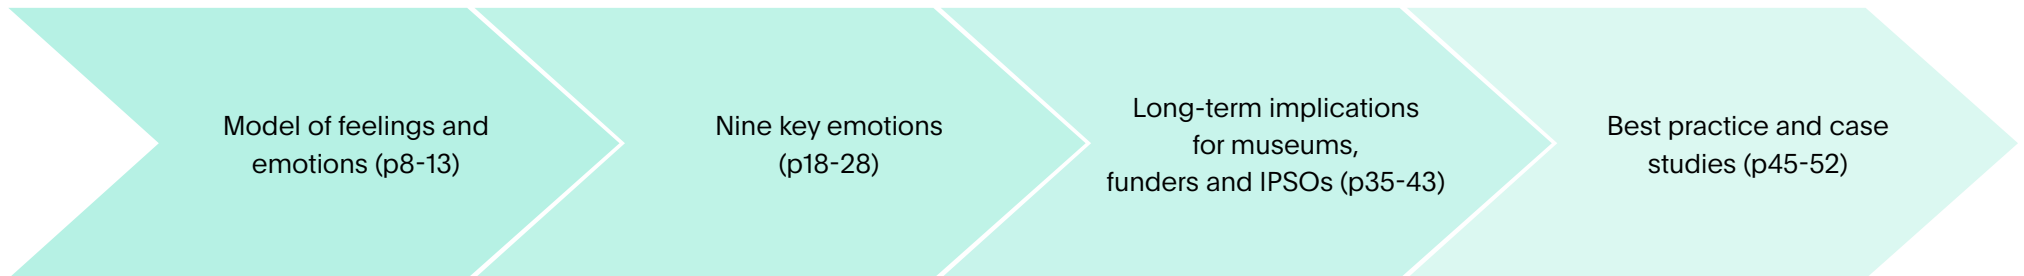 Model of feelings and
emotions (p8-13)
Nine key emotions
(p18-28)
Long-term implications
for museums,
funders and IPSOs (p35-43)
Best practice and case
studies (p45-52)